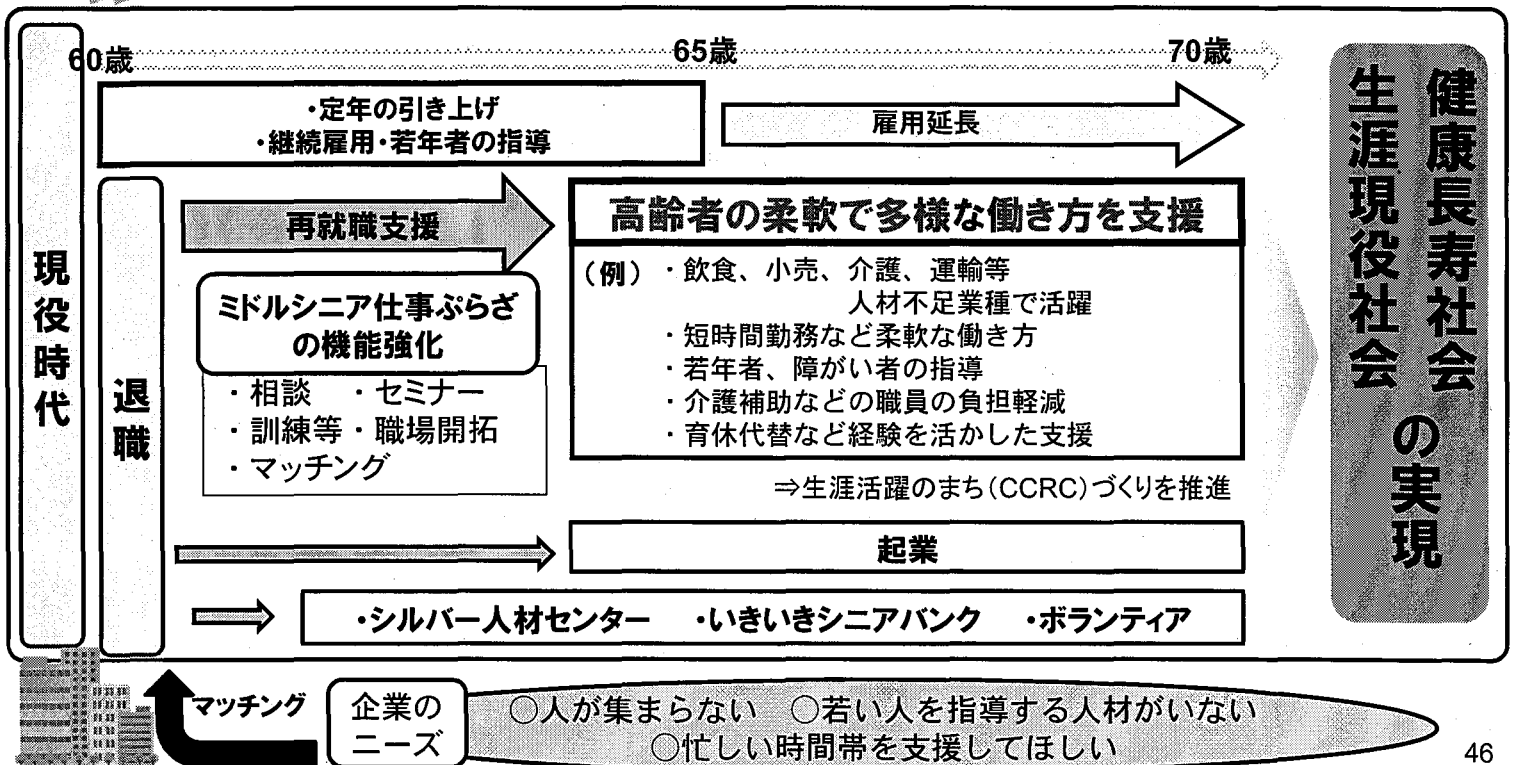 60歳
65歳
70歳
・定年の引き上げ
・継続雇用・若年者の指導
雇用延長
現役時代
退職
再就職支援
ミドルシニア仕事ぷらざ
の機能強化
・相談 ・セミナー
・訓練等・職場開拓
・マッチング
高齢者の柔軟で多様な働き方を支援
（例）・飲食、小売、介護、運輸等
人材不足業種で活躍
・短時間勤務など柔軟な働き方
・若年者、障がい者の指導
・介護補助などの職員の負担軽減
・育休代替など経験を活かした支援
⇒生涯活躍のまち（CCRC）づくりを推進
起業
・シルバー人材センター ・いきいきシニアバンク ・ボランティア
健康長寿社会
生涯現役社会
の実現
マッチング
企業の
ニーズ
○人が集まらない ○若い人を指導する人材がいない
○忙しい時間帯を支援してほしい
46